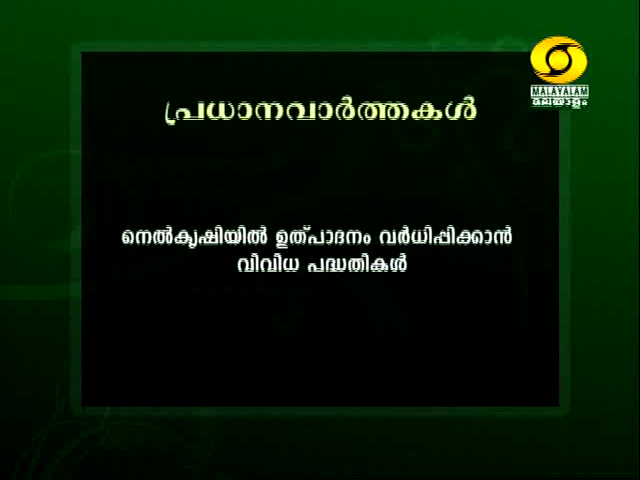 MALAYALAM
മലയാളം
പ്രധാനവാർത്തകൾ
നെൽകൃഷിയിൽ ഉത്പാദനം വർധിപ്പിക്കാൻ
വിവിധ പദ്ധതികൾ